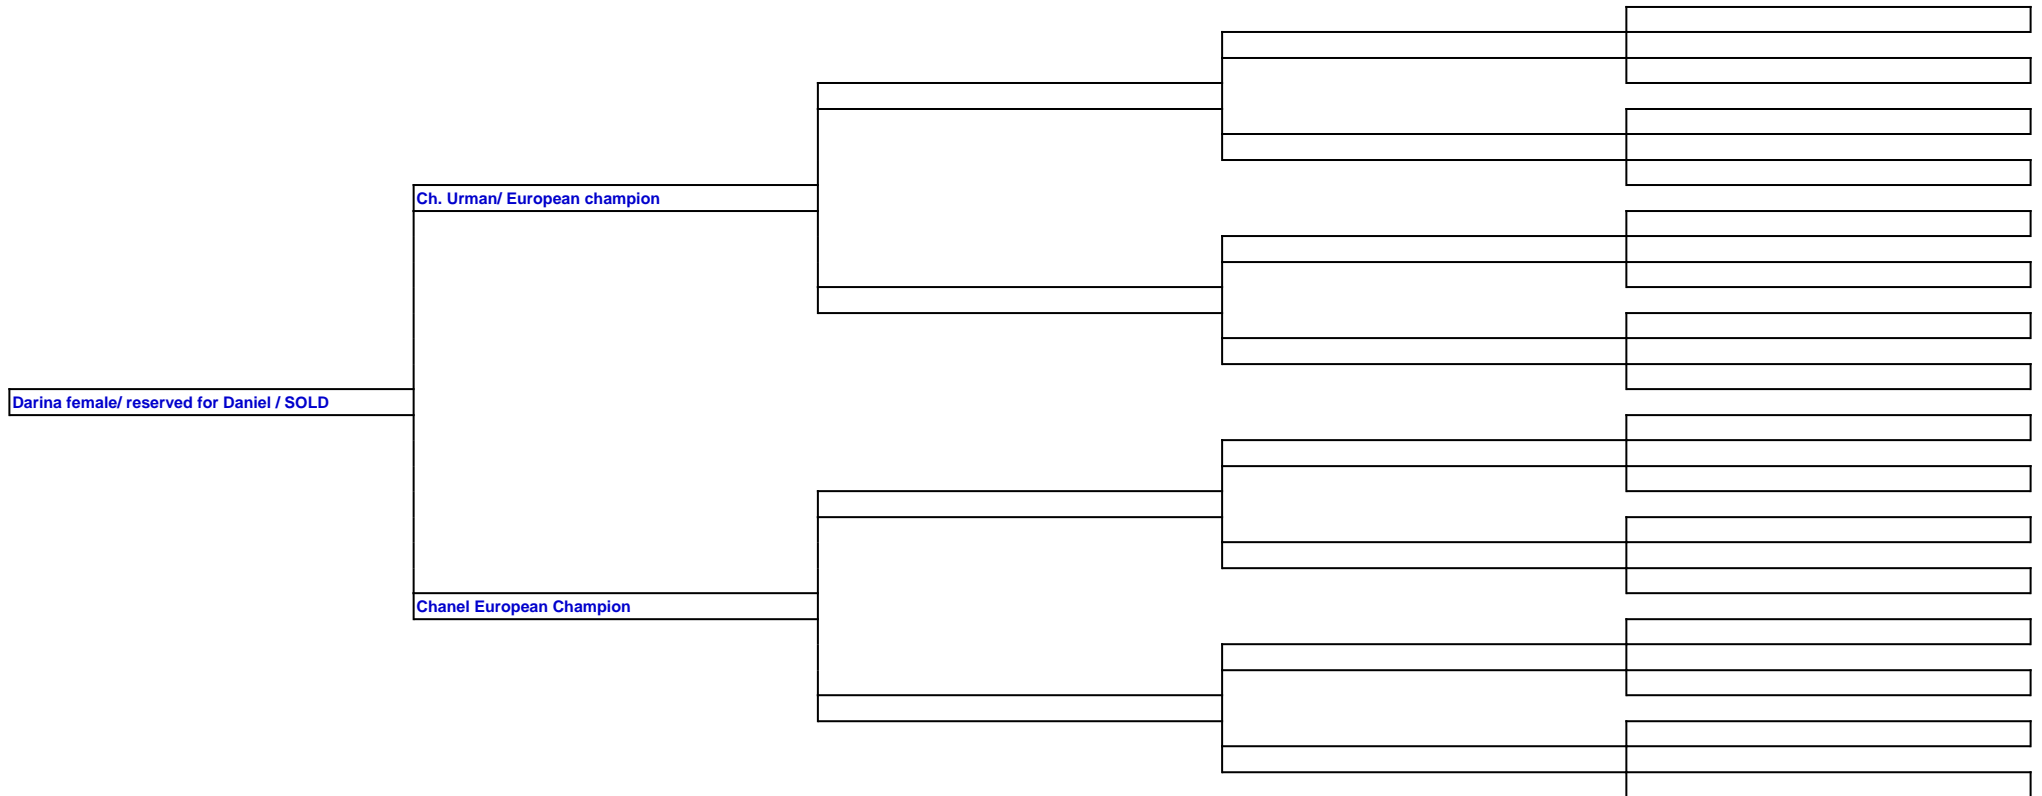 Ch. Urman/ European champion
Darina female/ reserved for Daniel / SOLD
Chanel European Champion